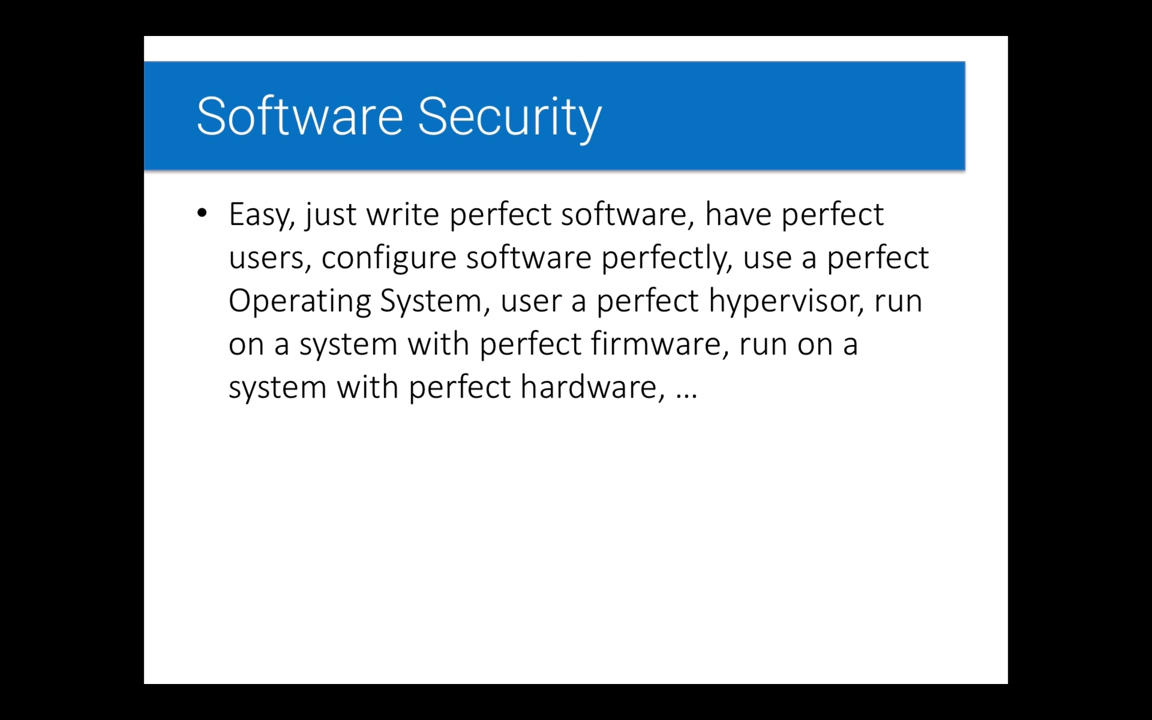 Software Security
• Easy, just write perfect software, have perfect
users, configure software perfectly, use a perfect
Operating System, user a perfect hypervisor, run
on a system with perfect firmware, run on a
system with perfect hardware, ...